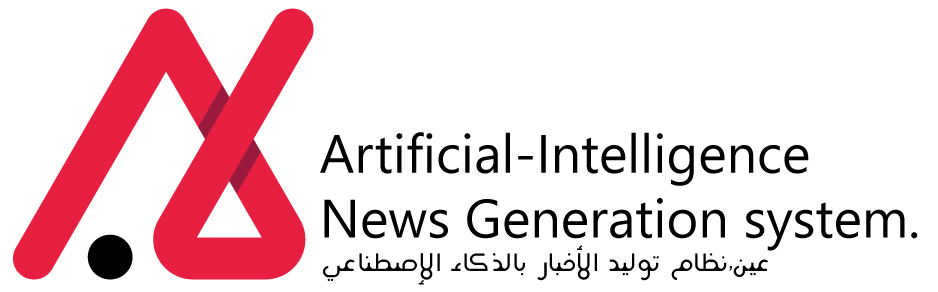 Artificial-Intelligence
News Generation system.
عين,نظام توليد الأخبار بالذكاء الإصطناعي